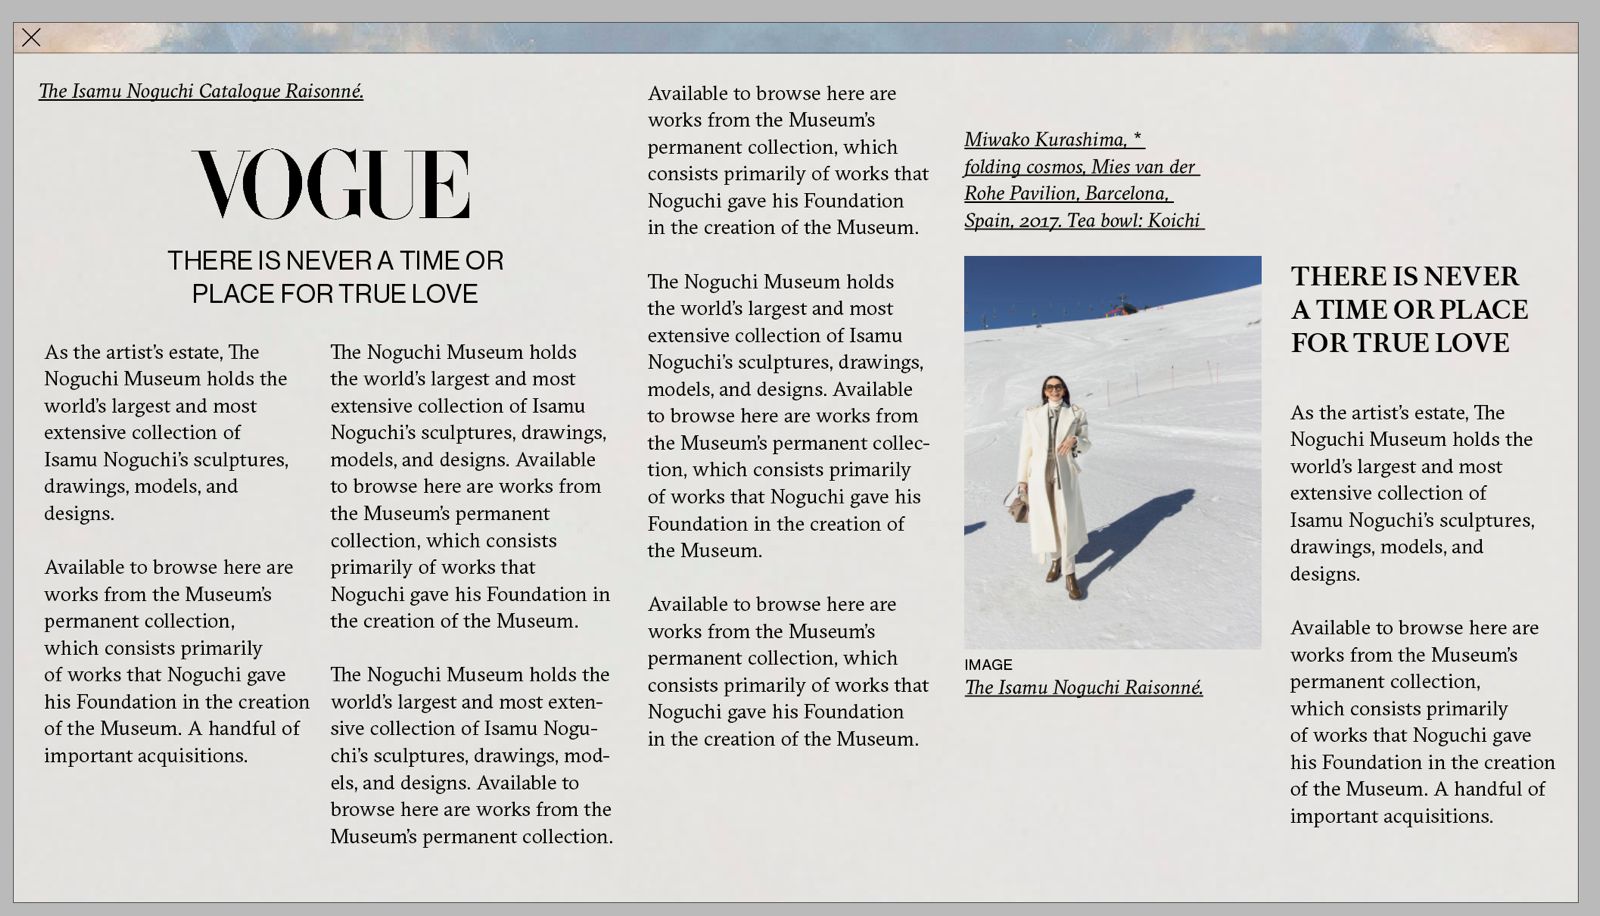 The Isamu Noguchi Catalogue Raisonné.
VOGUE
THERE IS NEVER A TIME OR
PLACE FOR TRUE LOVE
As the artist’s estate, The
Noguchi Museum holds the
world’s largest and most
extensive collection of
Isamu Noguchi’s sculptures,
drawings, models, and
designs.
Available to browse here are
works from the Museum’s
permanent collection,
which consists primarily
of works that Noguchi gave
his Foundation in the creation
of the Museum. A handful of
important acquisitions.
The Noguchi Museum holds
the world’s largest and most
extensive collection of Isamu
Noguchi’s sculptures, drawings,
models, and designs. Available
to browse here are works from
the Museum’s permanent
collection, which consists
primarily of works that
Noguchi gave his Foundation in
the creation of the Museum.
The Noguchi Museum holds the
world’s largest and most exten-
sive collection of Isamu Nogu-
chi’s sculptures, drawings, mod-
els, and designs. Available to
browse here are works from the
Museum’s permanent collection.
Available to browse here are
works from the Museum’s
permanent collection, which
consists primarily of works that
Noguchi gave his Foundation
in the creation of the Museum.
The Noguchi Museum holds
the world’s largest and most
extensive collection of Isamu
Noguchi’s sculptures, drawings,
models, and designs. Available
to browse here are works from
the Museum’s permanent collec-
tion, which consists primarily
of works that Noguchi gave his
Foundation in the creation of
the Museum.
Available to browse here are
works from the Museum’s
permanent collection, which
consists primarily of works that
Noguchi gave his Foundation
in the creation of the Museum.
Miwako Kurashima, *
folding cosmos, Mies van der
Rohe Pavilion, Barcelona,
Spain, 2017. Tea bowl: Koichi
IMAGE
The Isamu Noguchi Raisonné.
THERE IS NEVER
A TIME OR PLACE
FOR TRUE LOVE
As the artist’s estate, The
Noguchi Museum holds the
world’s largest and most
extensive collection of
Isamu Noguchi’s sculptures,
drawings, models, and
designs.
Available to browse here are
works from the Museum’s
permanent collection,
which consists primarily
of works that Noguchi gave
his Foundation in the creation
of the Museum. A handful of
important acquisitions.